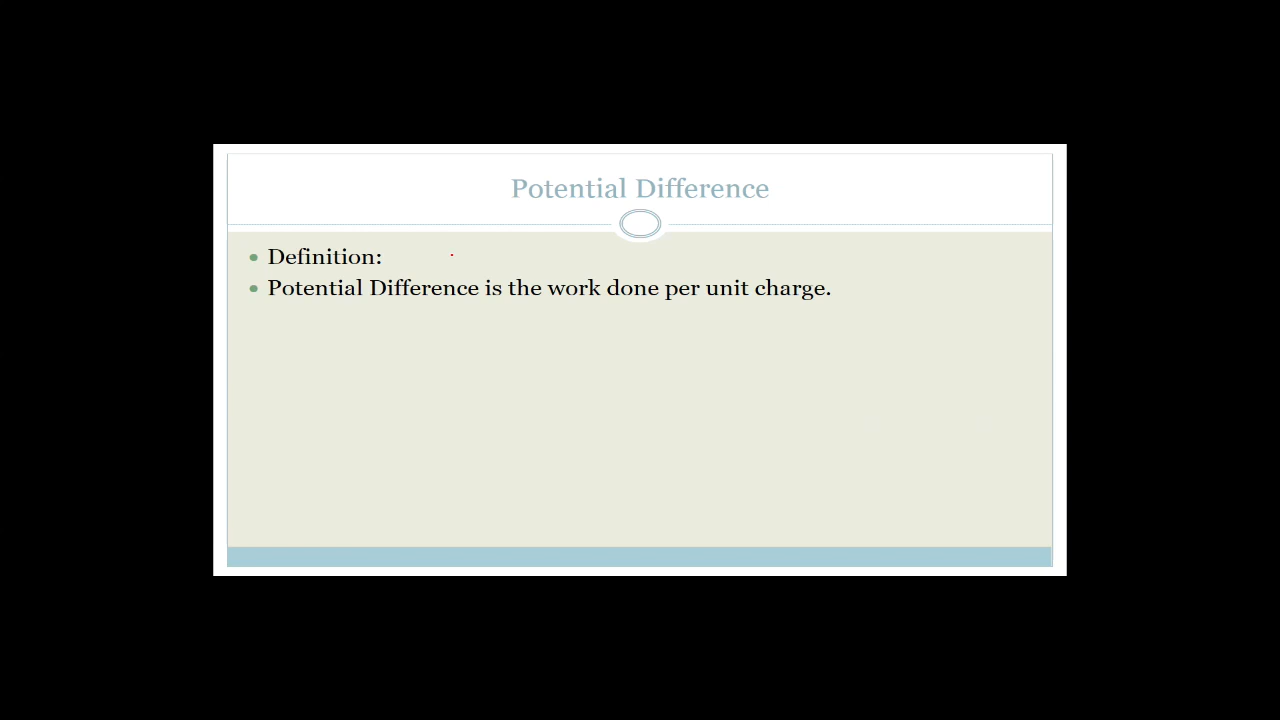 Potential Difference
Definition:
Potential Difference is the work done per unit charge.